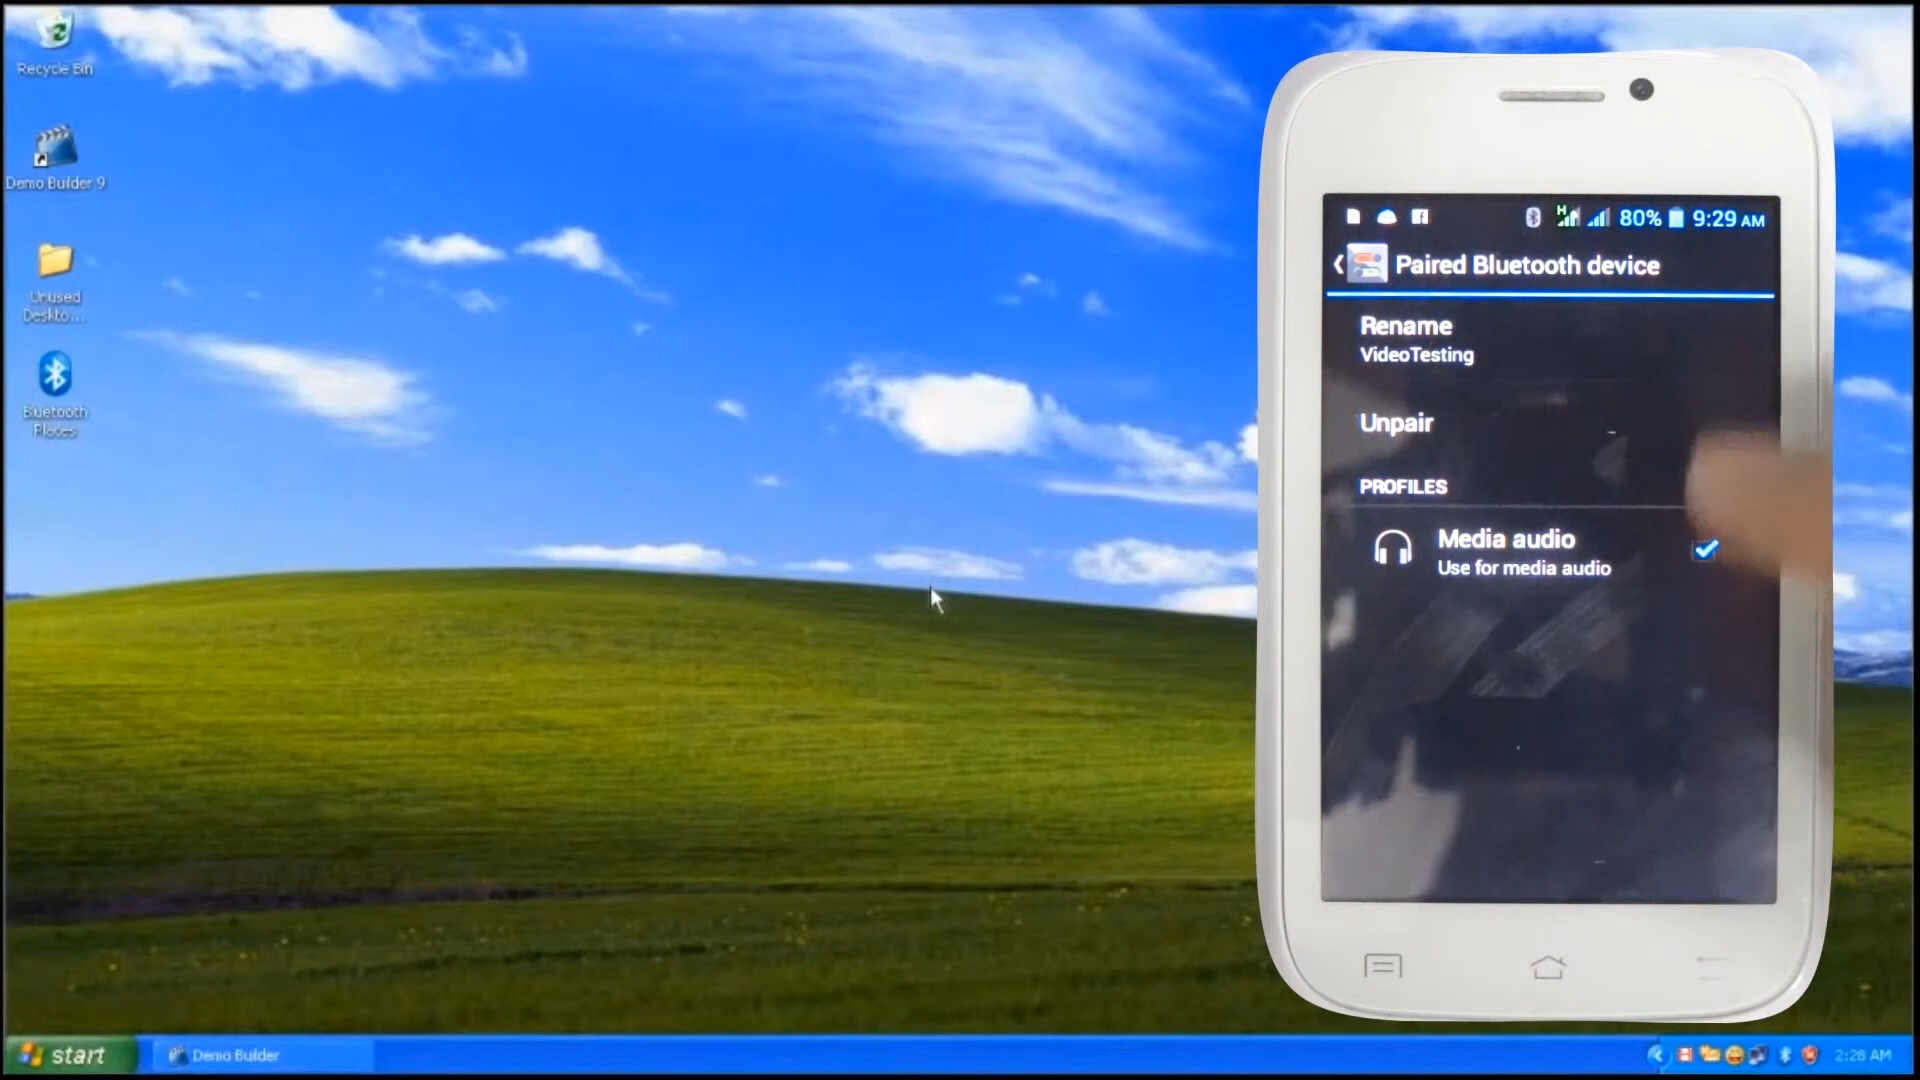 Recycle Bin
Demo Builder 9
Unused
Deskto...
Bluetooth
Places
start
Demo Builder
2:28 AM
H
80%
9:29 AM
Paired Bluetooth device
Rename
VideoTesting
Unpair
PROFILES
Media audio
Use for media audio